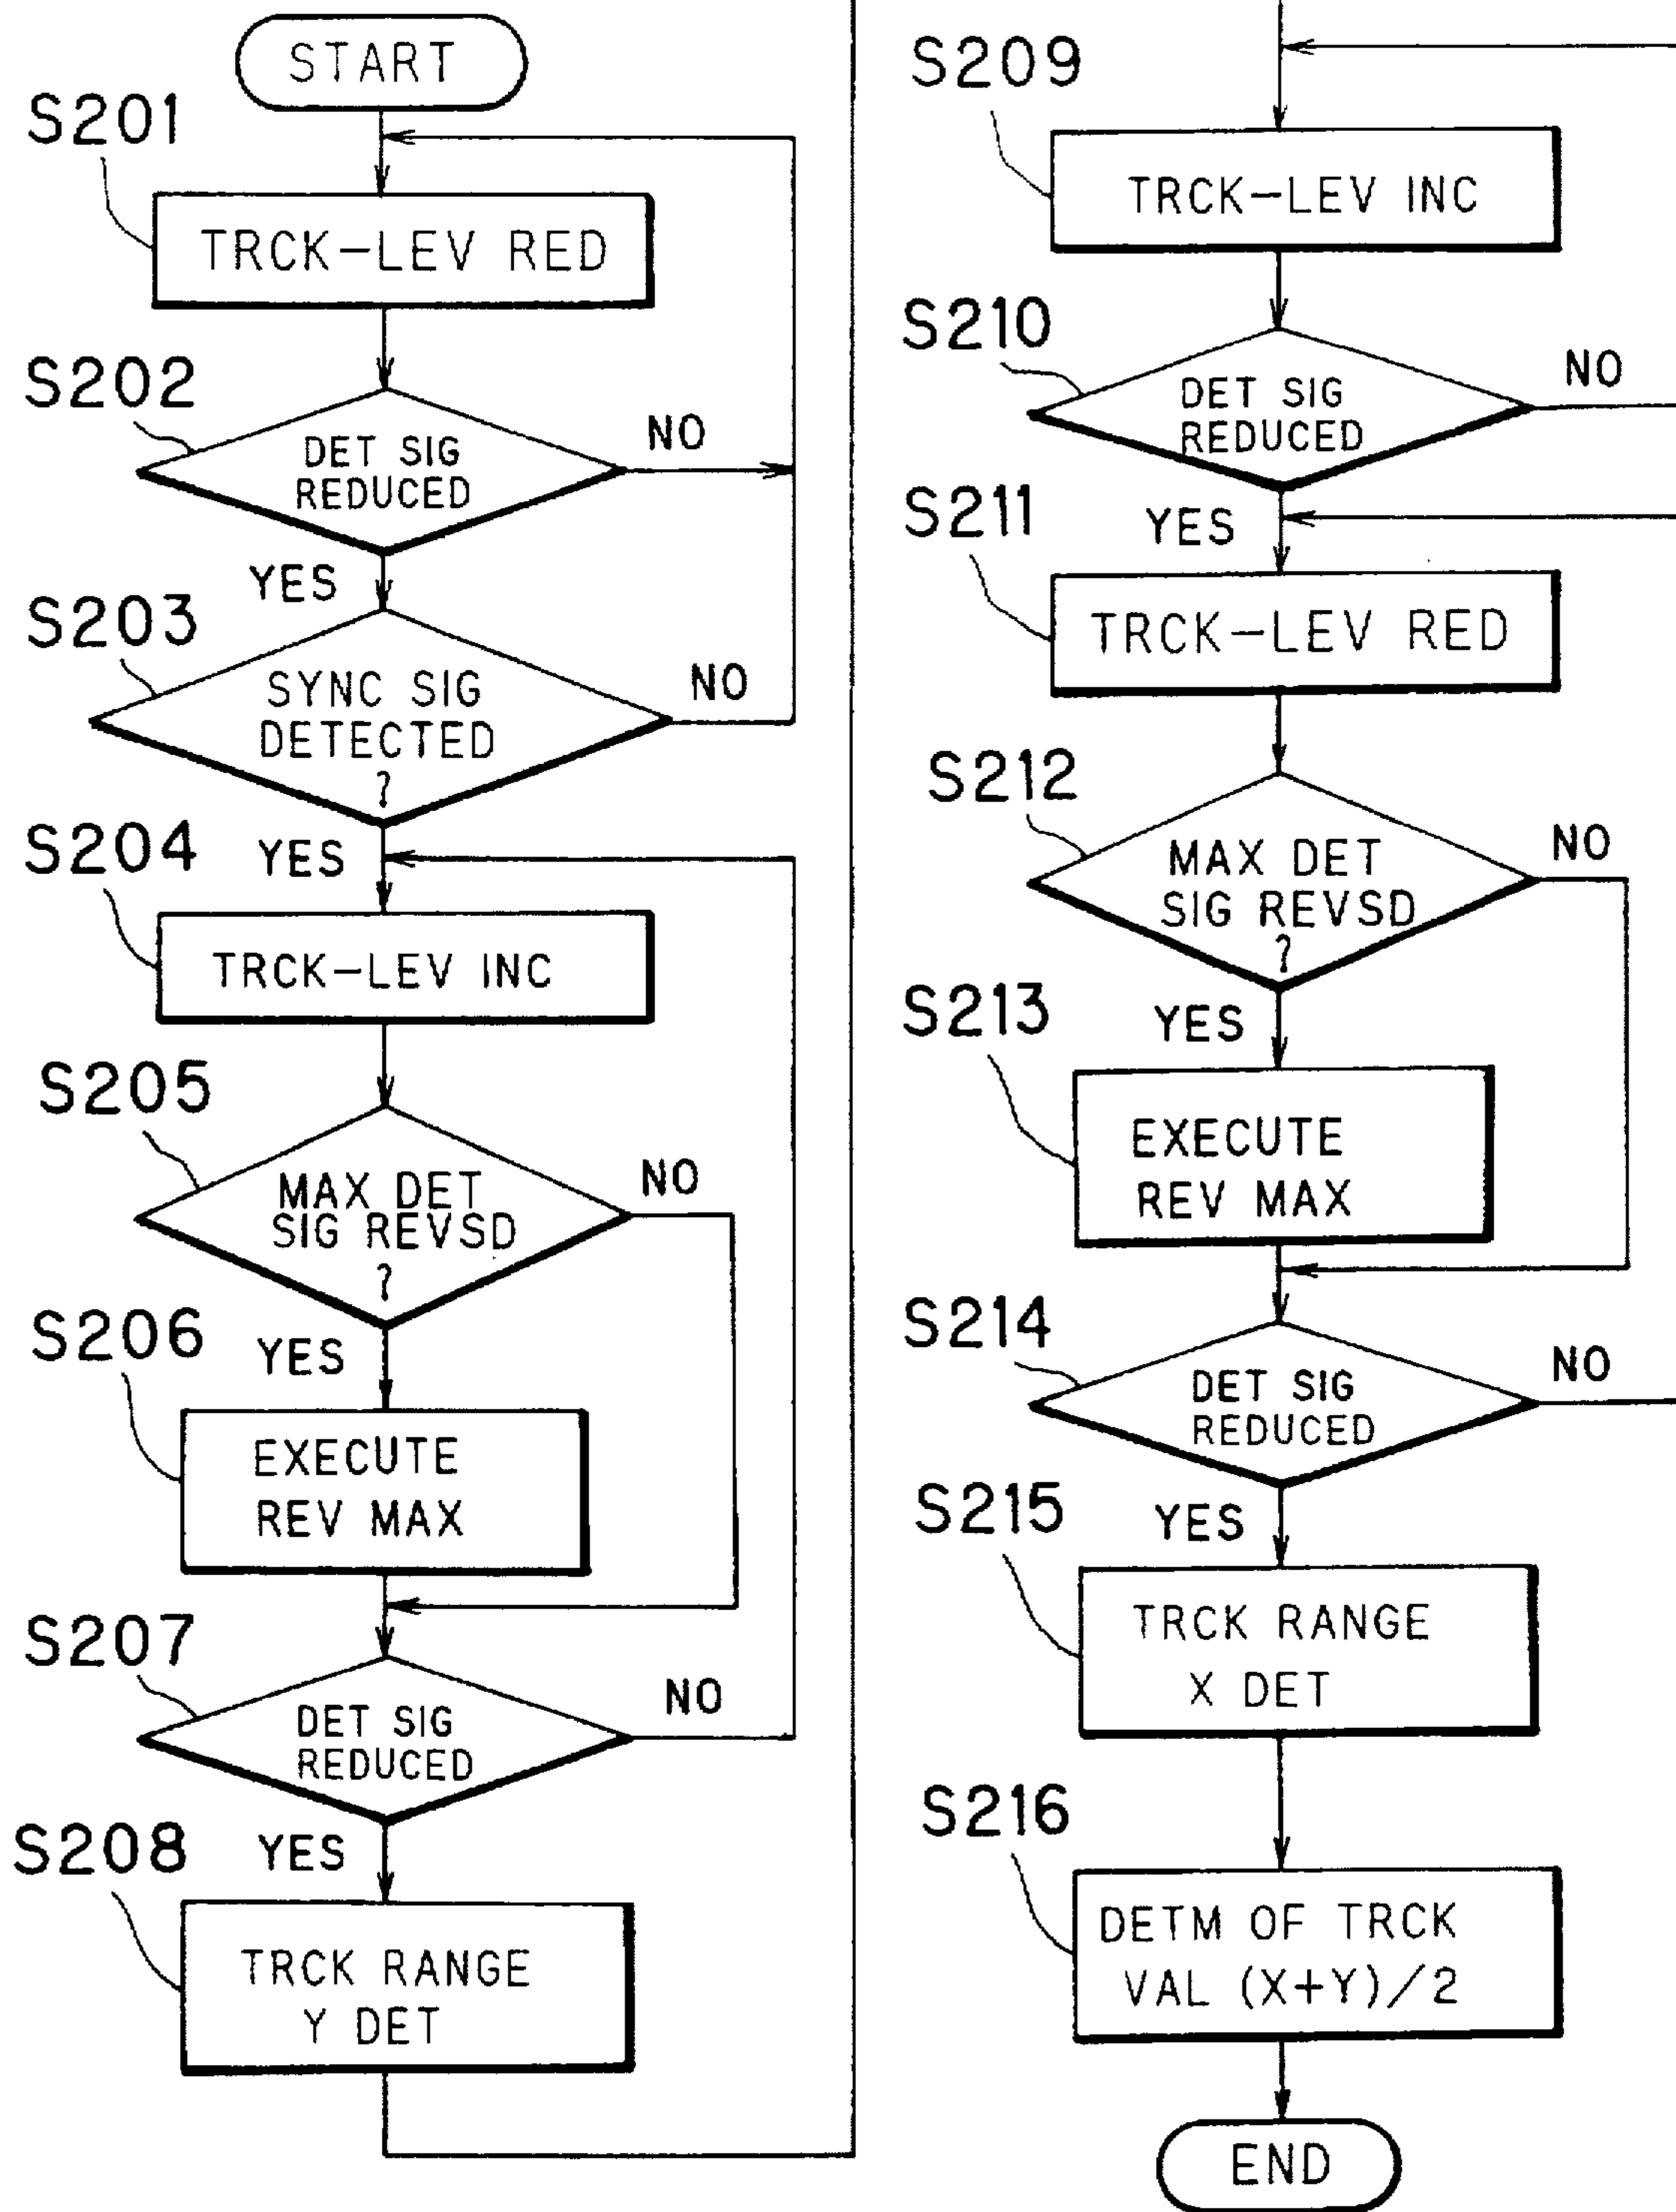 START
S201
TRCK-LEV RED
S202
DET SIG
REDUCED
NO
YES
S203
SYNC SIG
DETECTED
?
NO
YES
S204
TRCK-LEV INC
S205
MAX DET
SIG REVSD
?
NO
YES
S206
EXECUTE
REV MAX
S207
DET SIG
REDUCED
NO
YES
S208
TRCK RANGE
Y DET
S209
TRCK-LEV INC
S210
DET SIG
REDUCED
NO
YES
S211
TRCK-LEV RED
S212
MAX DET
SIG REVSD
?
NO
YES
S213
EXECUTE
REV MAX
S214
DET SIG
REDUCED
NO
YES
S215
TRCK RANGE
X DET
S216
DETM OF TRCK
VAL (X+Y)/2
END